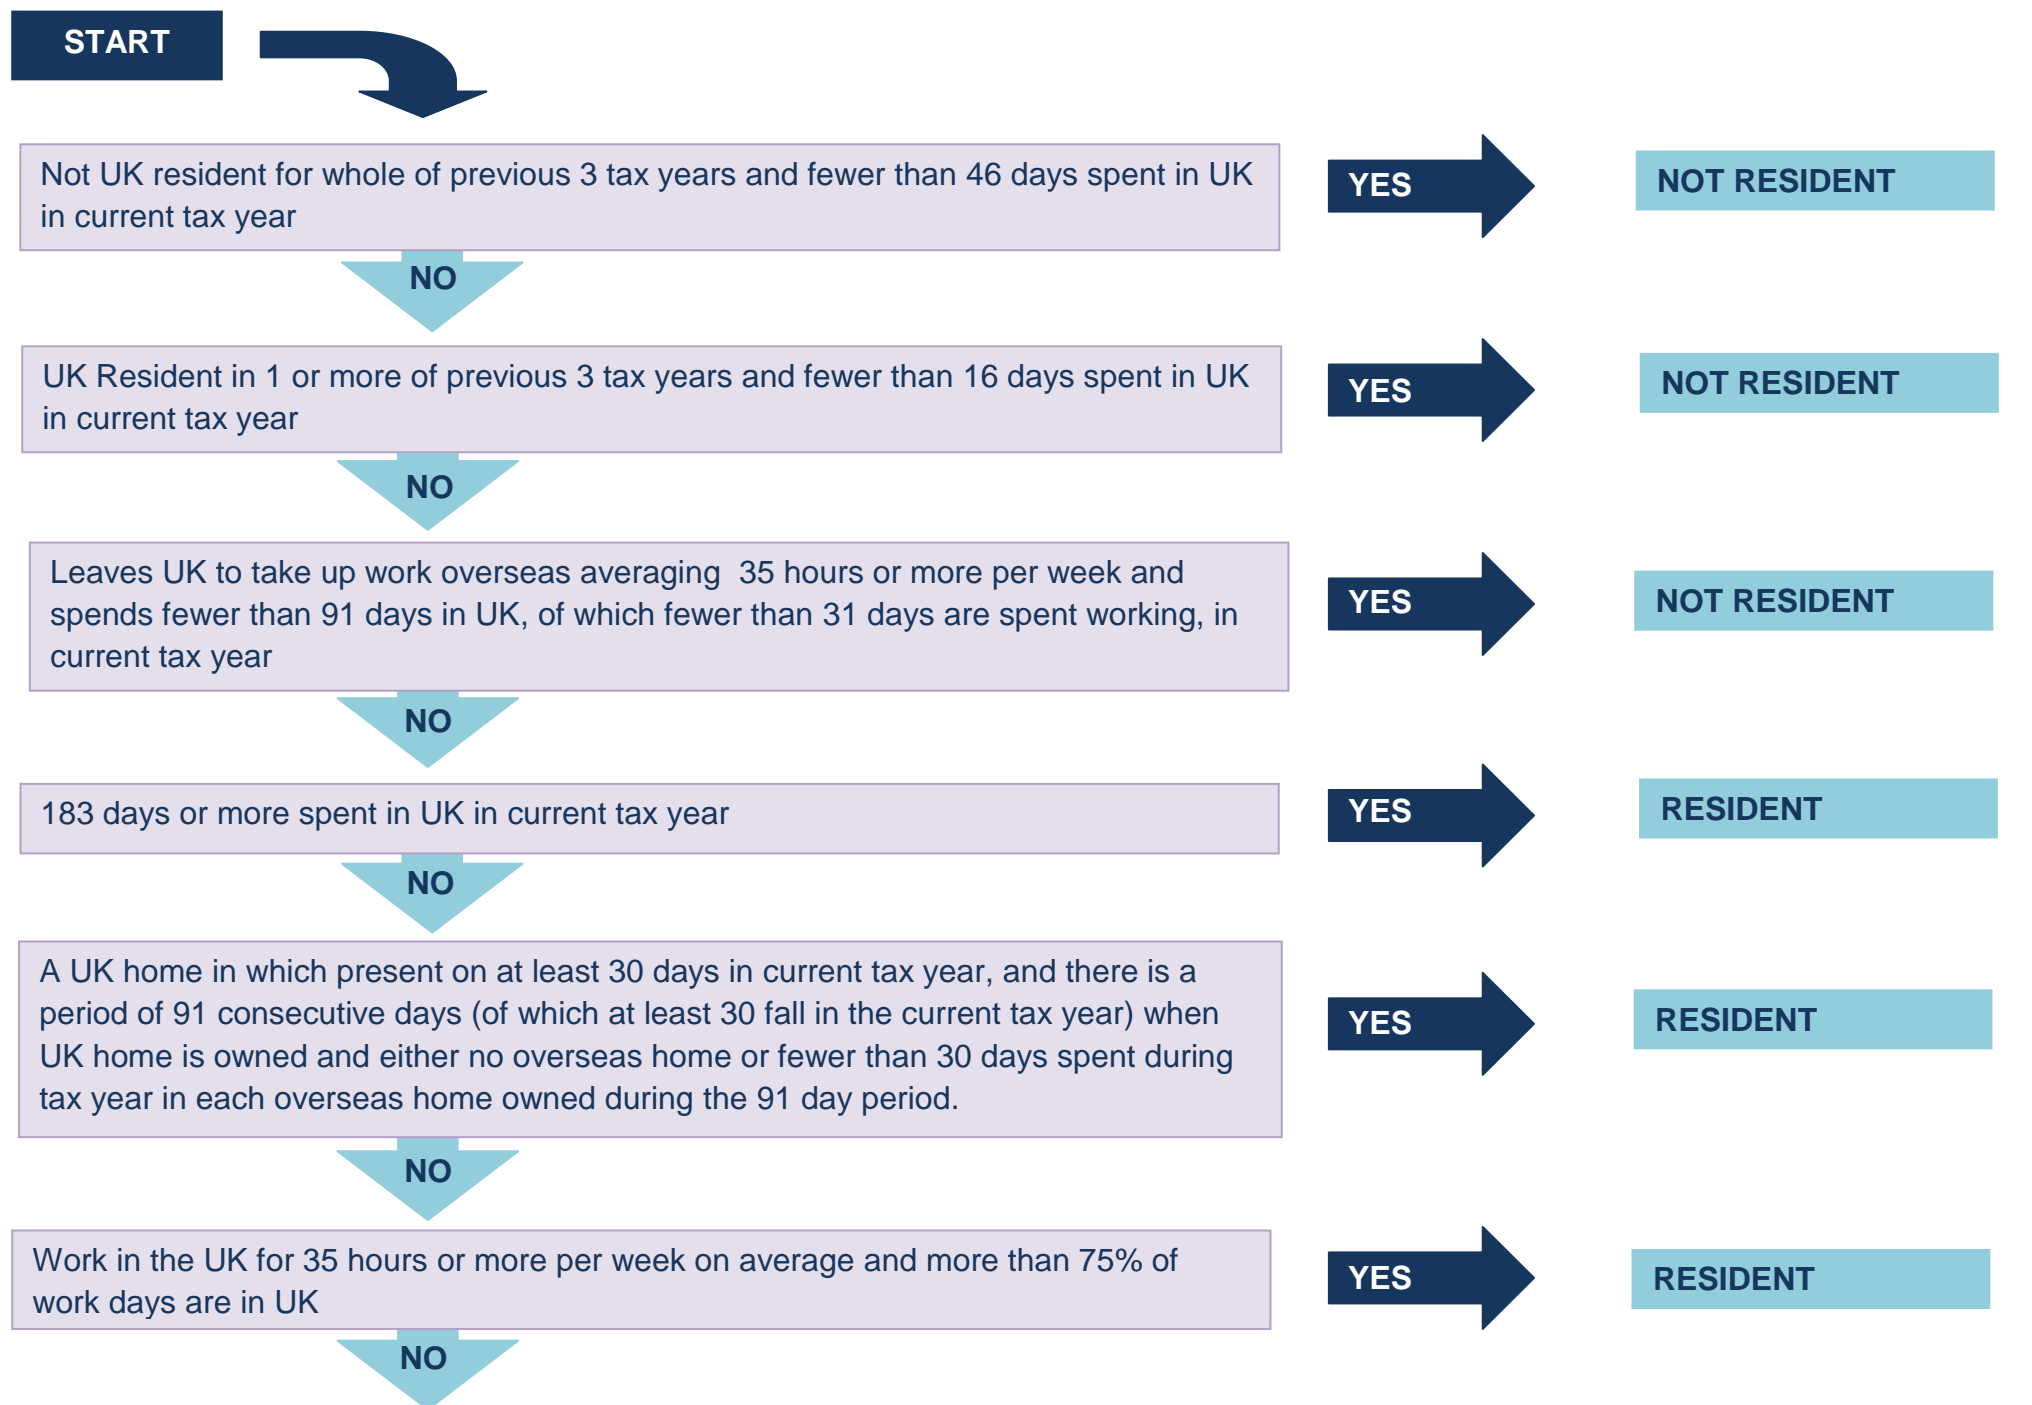 START
Not UK resident for whole of previous 3 tax years and fewer than 46 days spent in UK
in current tax year
YES
NOT RESIDENT
NO
UK Resident in 1 or more of previous 3 tax years and fewer than 16 days spent in UK
in current tax year
YES
NOT RESIDENT
NO
Leaves UK to take up work overseas averaging  35 hours or more per week and
spends fewer than 91 days in UK, of which fewer than 31 days are spent working, in
current tax year
YES
NOT RESIDENT
NO
183 days or more spent in UK in current tax year
YES
RESIDENT
NO
A UK home in which present on at least 30 days in current tax year, and there is a
period of 91 consecutive days (of which at least 30 fall in the current tax year) when
UK home is owned and either no overseas home or fewer than 30 days spent during
tax year in each overseas home owned during the 91 day period.
YES
RESIDENT
NO
Work in the UK for 35 hours or more per week on average and more than 75% of
work days are in UK
YES
RESIDENT
NO